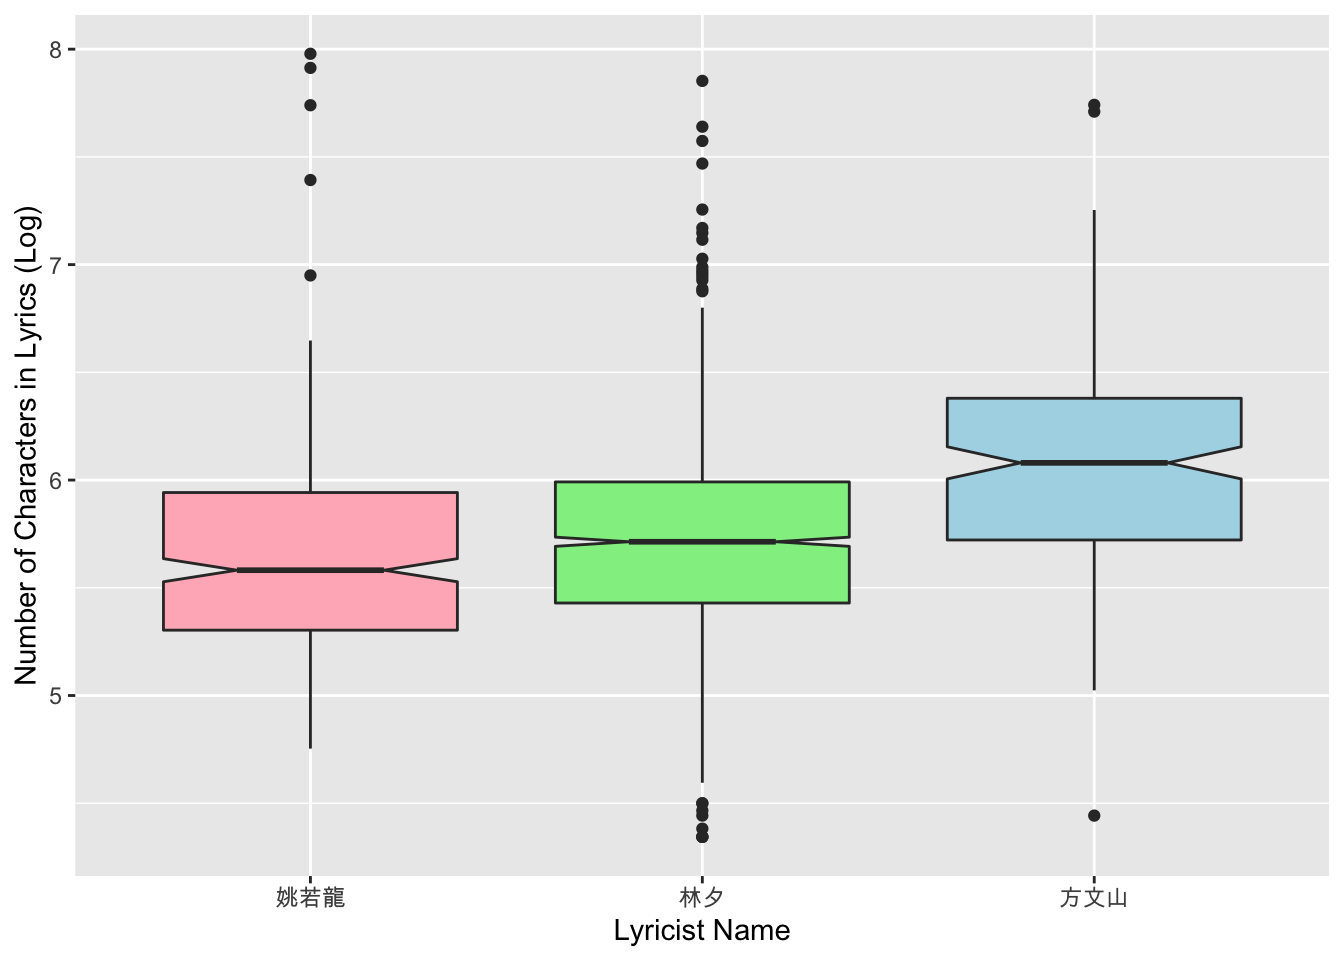 Number of Characters in Lyrics (Log)
8
7
6
5
姚若龍
林夕
方文山
Lyricist Name